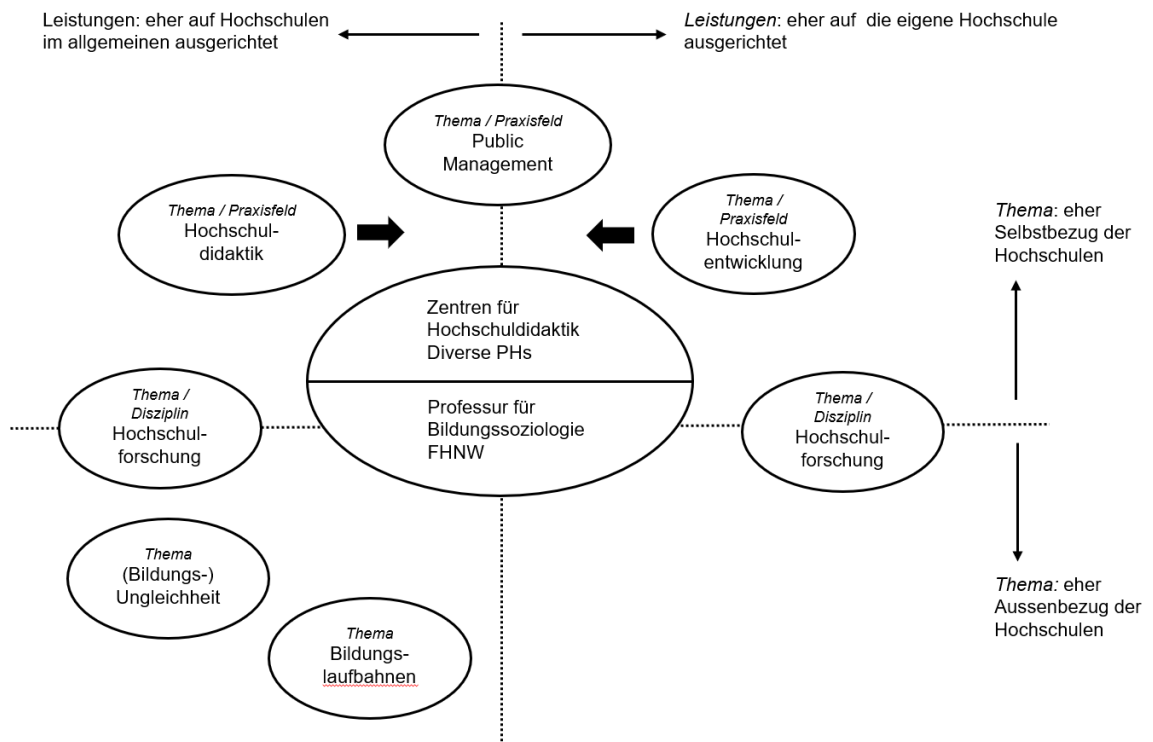 Leistungen: eher auf Hochschulen
im allgemeinen ausgerichtet
Leistungen: eher auf  die eigene Hochschule
ausgerichtet
Thema / Praxisfeld
Public
Management
Thema / Praxisfeld
Hochschul-
didaktik
Thema /
Praxisfeld
Hochschul-
entwicklung
Thema: eher
Selbstbezug der
Hochschulen
Zentren für
Hochschuldidaktik
Diverse PHs
Thema /
Disziplin
Hochschul-
forschung
Professur für
Bildungssoziologie
FHNW
Thema /
Disziplin
Hochschul-
forschung
Thema
(Bildungs-)
Ungleichheit
Thema
Bildungs-
laufbahnen
Thema: eher
Aussenbezug der
Hochschulen